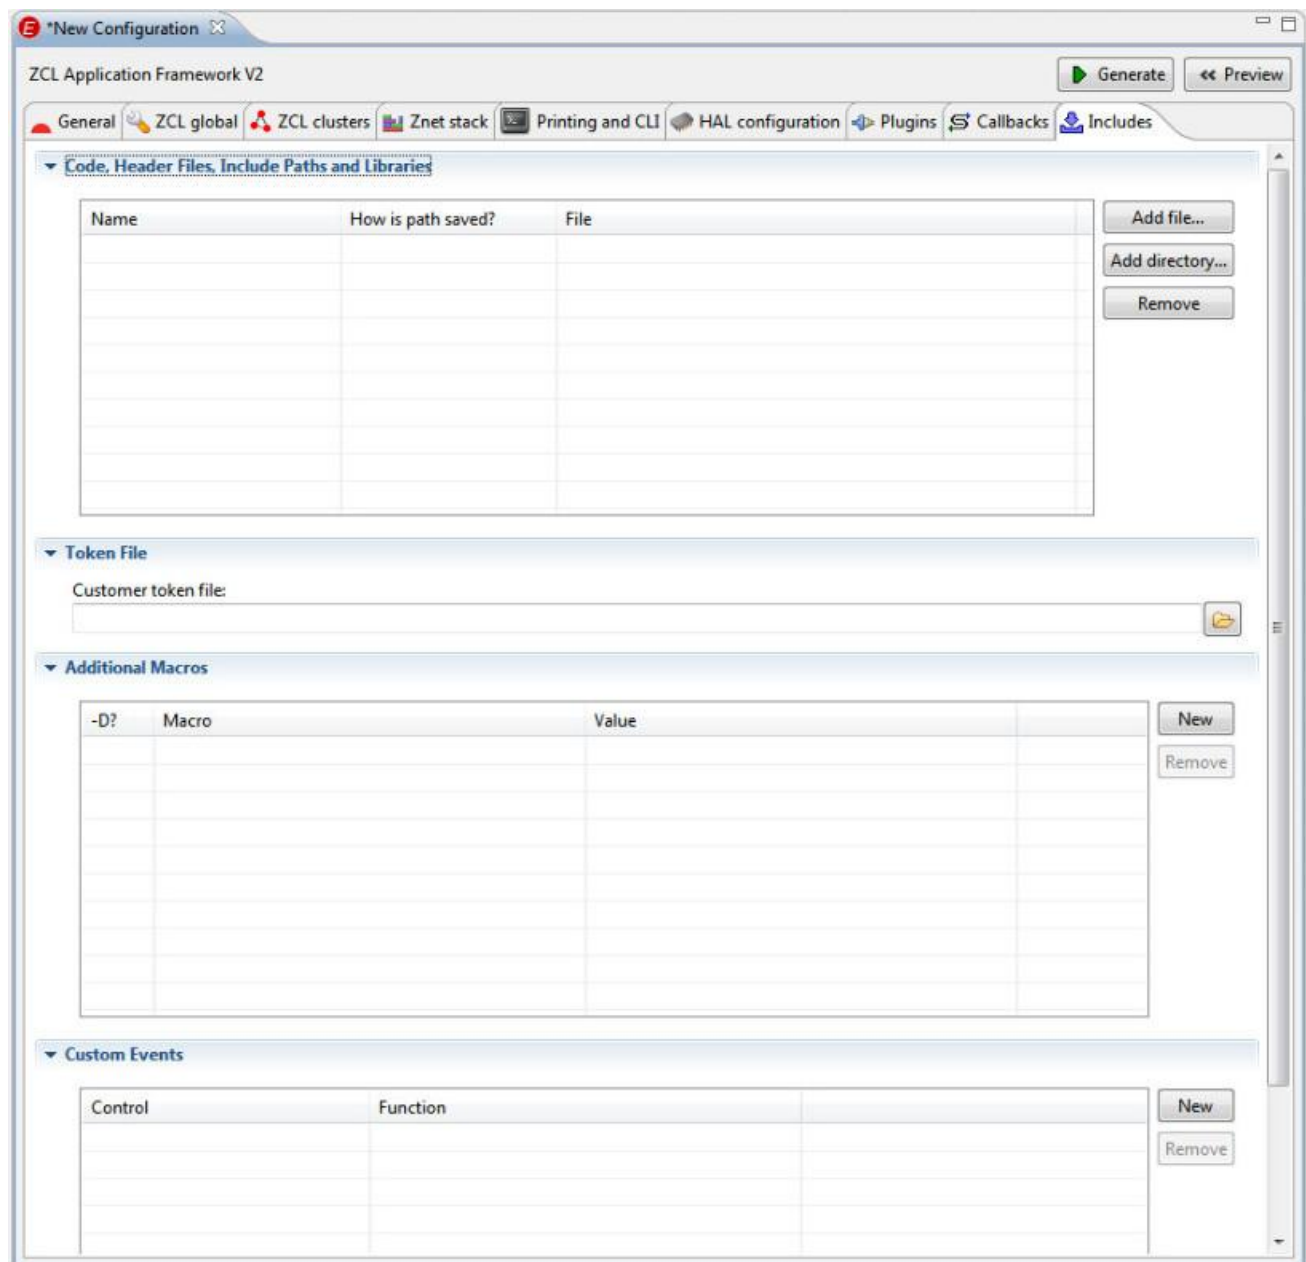 *New Configuration
ZCL Application Framework V2
Generate
Preview
General
ZCL global
ZCL clusters
Znet stack
Printing and CLI
HAL configuration
Plugins
Callbacks
Includes
Code, Header Files, Include Paths and Libraries
Name
How is path saved?
File
Add file...
Add directory...
Remove
Token File
Customer token file:
Additional Macros
-D?
Macro
Value
New
Remove
Custom Events
Control
Function
New
Remove